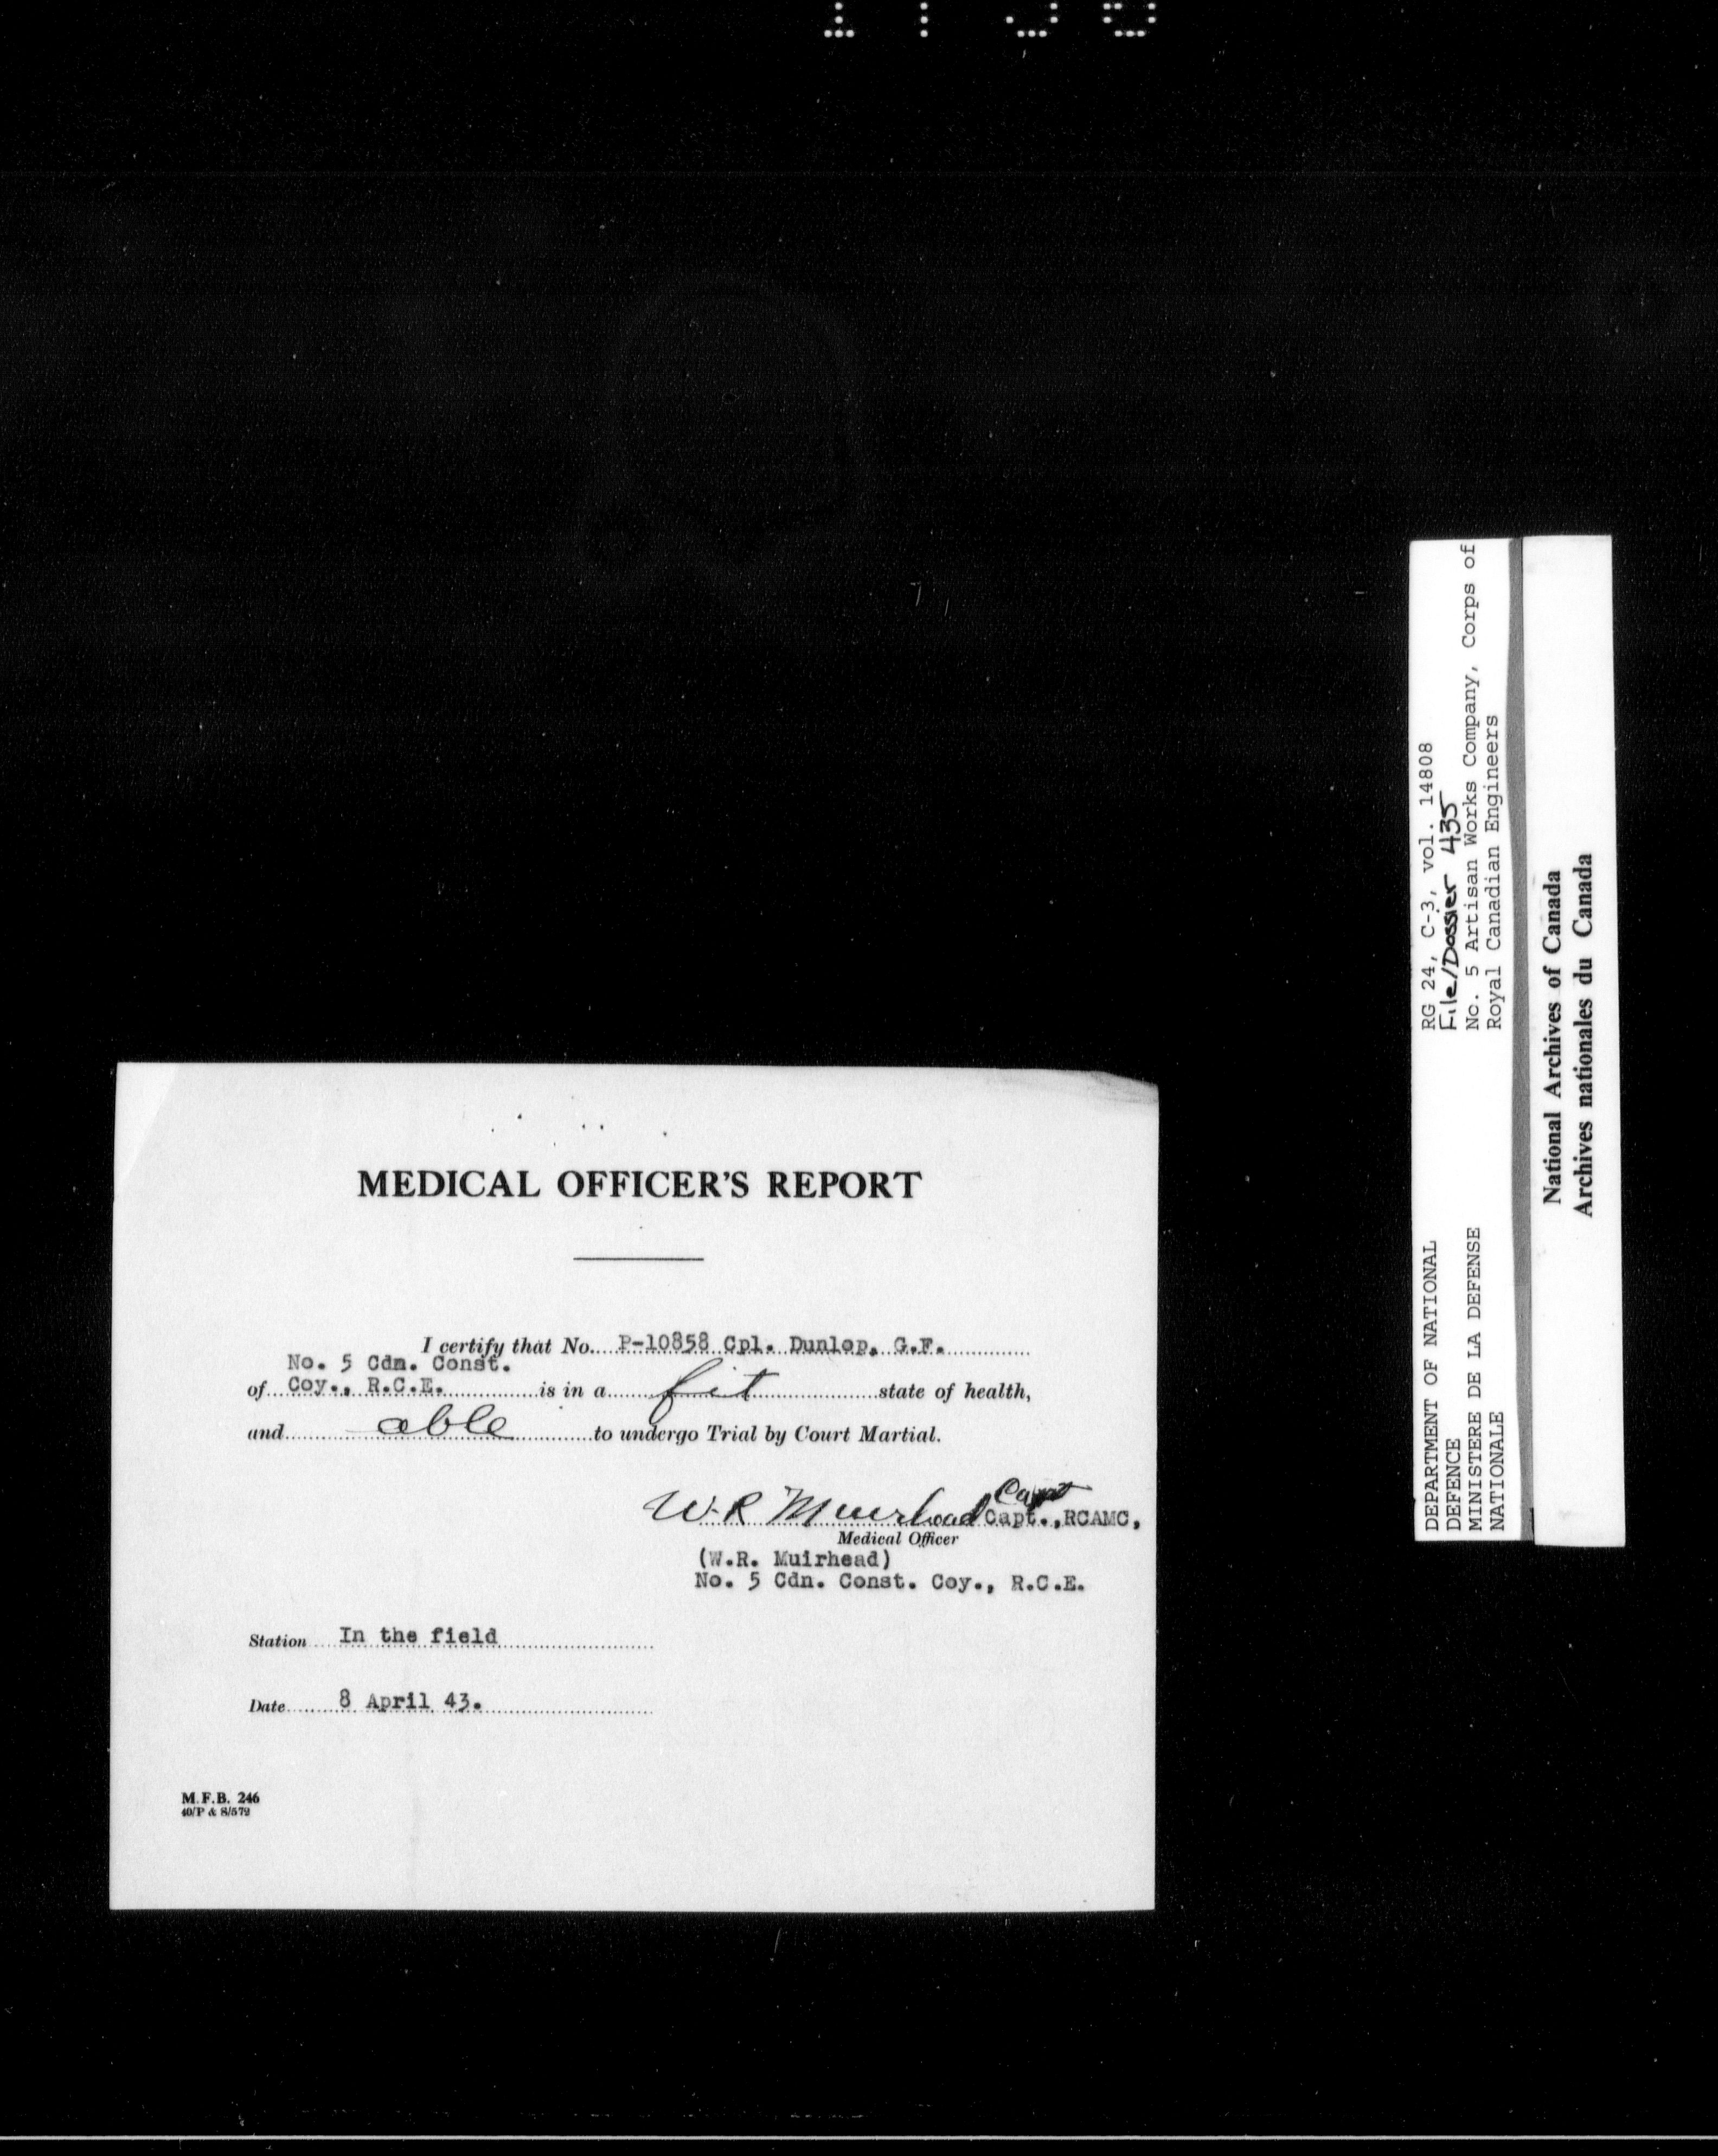 MEDICAL OFFICER'S REPORT
I certify that No. P-10858 Cpl. Dunlop, G.F.
No. 5 Cdn. Const.
of Coy., R.C.E. is in a fit state of health,
and able to undergo Trial by Court Martial.
W. R Muirhead Capt
Capt., RCAMC,
Medical Officer
(W.R. Muirhead)
No. 5 Cdn. Const. Coy., R.C.E.
Station In the field
Date 8 April 43.
M.F.B. 246
40/P & S/572
DEPARTMENT OF NATIONAL
DEFENCE
MINISTERE DE LA DEFENSE
NATIONALE
RG 24, C-3, vol. 14808
File/Dossier 435
No. 5 Artisan Works Company, Corps of
Royal Canadian Engineers
National Archives of Canada
Archives nationales du Canada